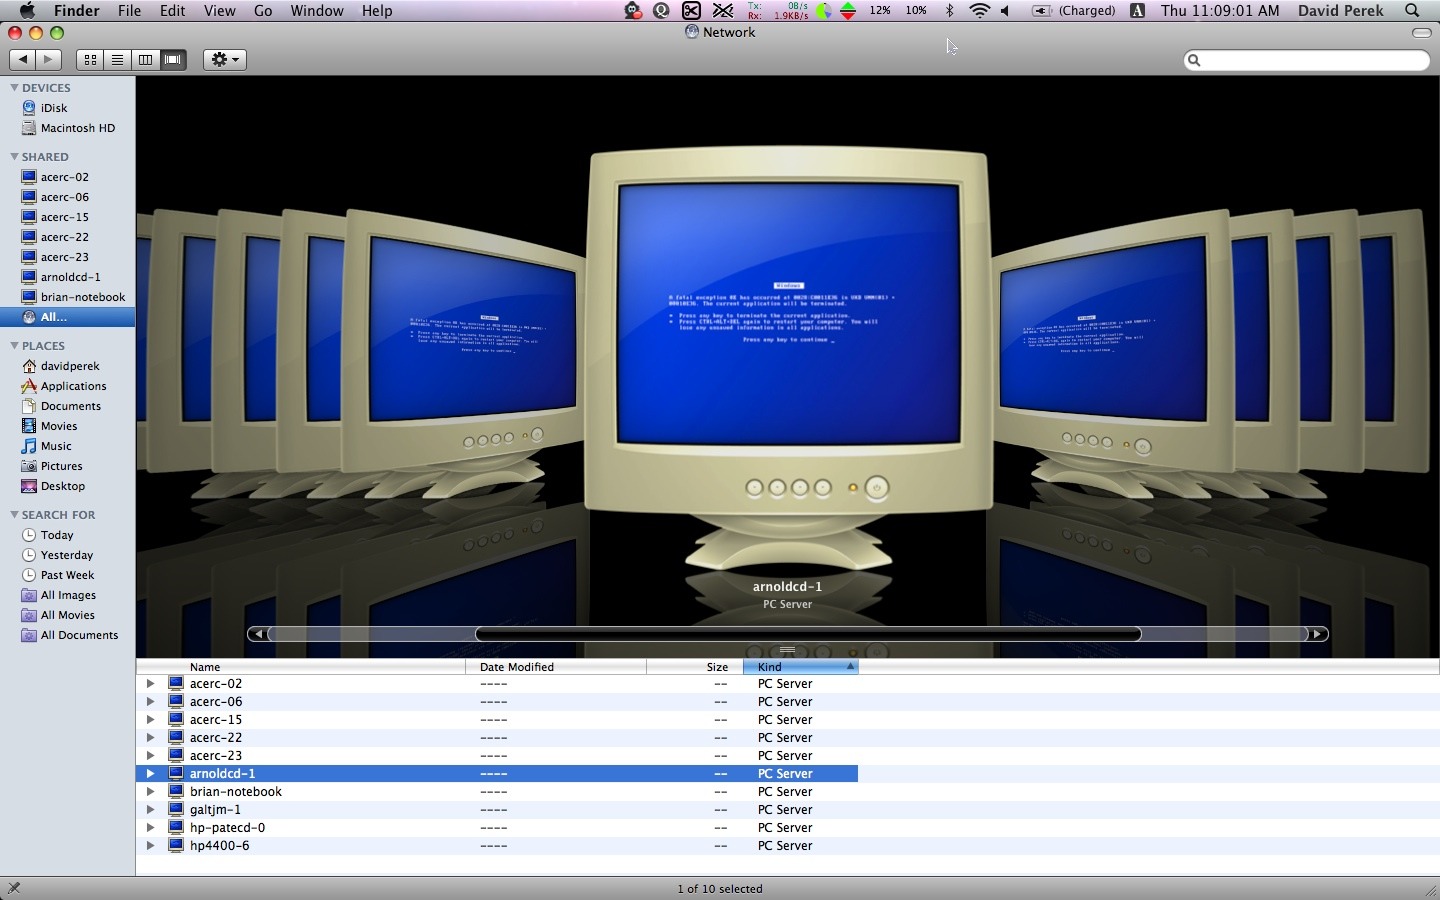 Finder File Edit View Go Window Help Tx: 0B/s Rx: 1.9KB/s 12% 10% (Charged) A Thu 11:09:01 AM David Perek
Network
DEVICES
iDisk
Macintosh HD
SHARED
acerc-02
acerc-06
acerc-15
acerc-22
acerc-23
arnoldcd-1
brian-notebook
All...
PLACES
davidperek
Applications
Documents
Movies
Music
Pictures
Desktop
SEARCH FOR
Today
Yesterday
Past Week
All Images
All Movies
All Documents
Windows
A fatal exception 0E has occurred at
The current application will be terminated.
* Press any key to terminate the current application.
* Press CTRL+ALT+DEL again to restart your computer. You will
lose any unsaved information in all applications.
Press any key to continue _
arnoldcd-1
PC Server
Name Date Modified Size Kind
acerc-02 ---- -- PC Server
acerc-06 ---- -- PC Server
acerc-15 ---- -- PC Server
acerc-22 ---- -- PC Server
acerc-23 ---- -- PC Server
arnoldcd-1 ---- -- PC Server
brian-notebook ---- -- PC Server
galtjm-1 ---- -- PC Server
hp-patecd-0 ---- -- PC Server
hp4400-6 ---- -- PC Server
1 of 10 selected